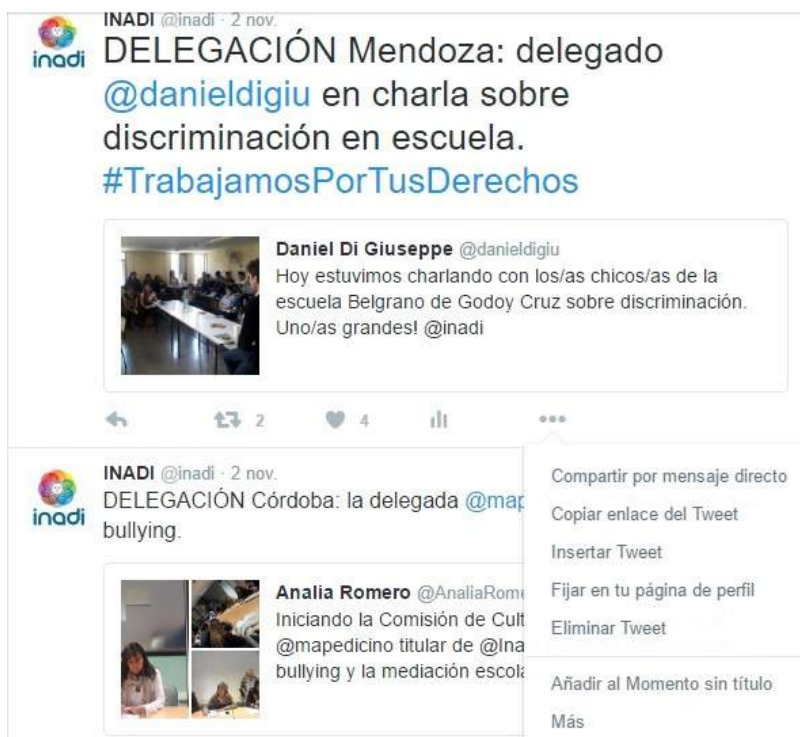 INADI @inadi · 2 nov.
inadi
DELEGACIÓN Mendoza: delegado
@danieldigiu en charla sobre
discriminación en escuela.
#TrabajamosPorTusDerechos
Daniel Di Giuseppe @danieldigiu
Hoy estuvimos charlando con los/as chicos/as de la
escuela Belgrano de Godoy Cruz sobre discriminación.
Uno/as grandes! @inadi
2 4
INADI @inadi · 2 nov.
inadi
DELEGACIÓN Córdoba: la delegada @map
bullying.
Analia Romero @AnaliaRome
Iniciando la Comisión de Cult
@mapedicino titular de @Ina
bullying y la mediación escola
Compartir por mensaje directo
Copiar enlace del Tweet
Insertar Tweet
Fijar en tu página de perfil
Eliminar Tweet
Añadir al Momento sin título
Más